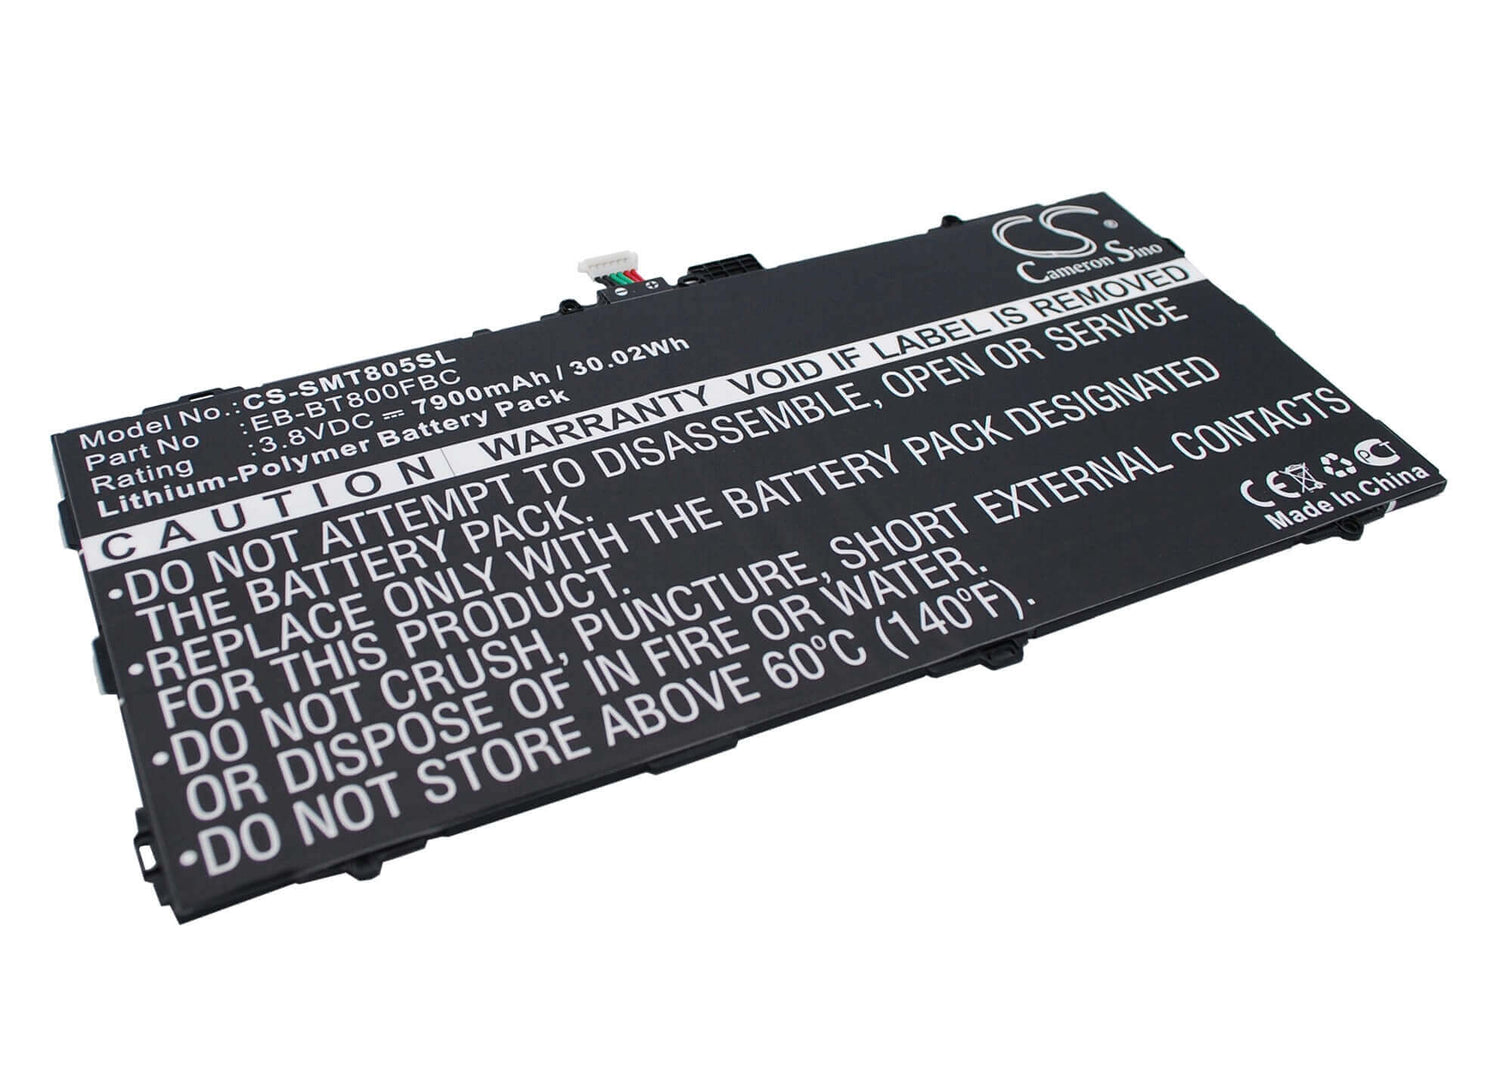 CS®
Cameron Sino
Model No.: CS-SMT805SL
Part No : EB-BT800FBC
Rating : 3.8VDC ⎓ 7900mAh / 30.02Wh
Lithium-Polymer Battery Pack
CAUTION WARRANTY VOID IF LABEL IS REMOVED
•DO NOT ATTEMPT TO DISASSEMBLE, OPEN OR SERVICE
THE BATTERY PACK.
•REPLACE ONLY WITH THE BATTERY PACK DESIGNATED
FOR THIS PRODUCT.
•DO NOT CRUSH, PUNCTURE, SHORT EXTERNAL CONTACTS
OR DISPOSE OF IN FIRE OR WATER.
•DO NOT STORE ABOVE 60°C (140°F).
CE PCT
Made in China